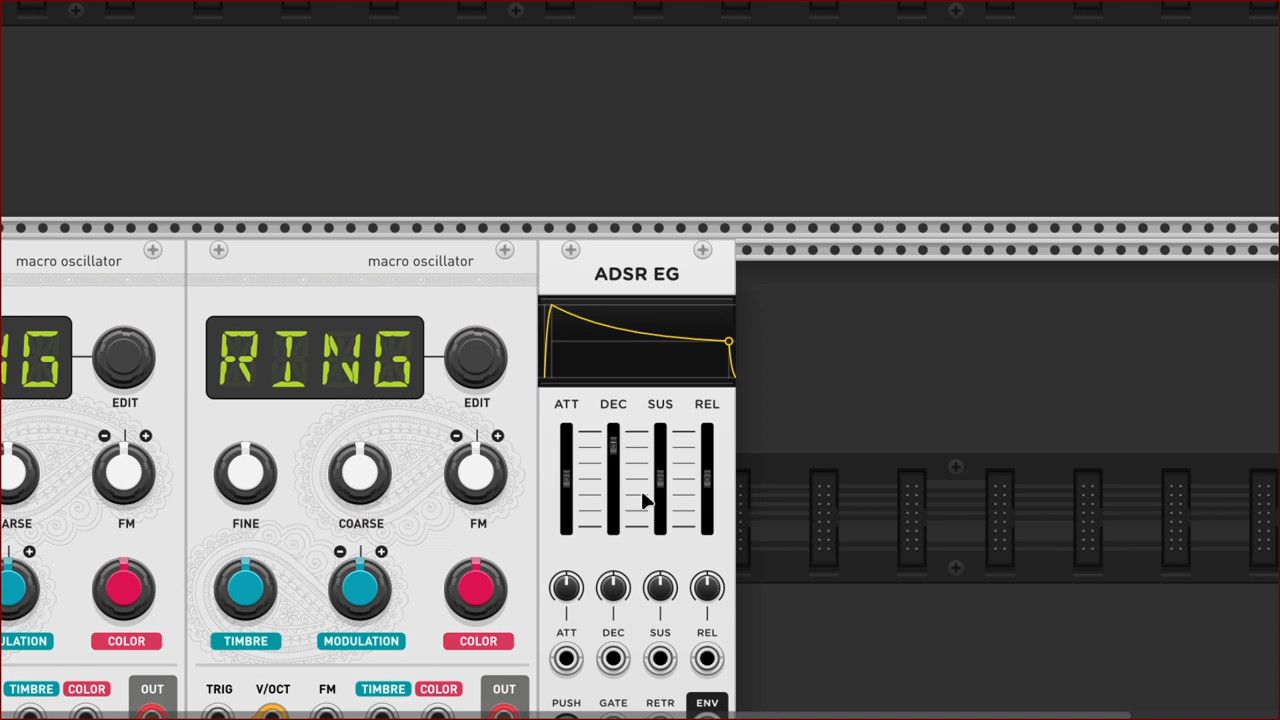 macro oscillator
macro oscillator
ADSR EG
G
RING
EDIT
EDIT
ATT DEC SUS REL
ARSE
FM
FINE
COARSE
FM
ULATION
COLOR
TIMBRE
MODULATION
COLOR
ATT DEC SUS REL
TIMBRE COLOR OUT
TRIG V/OCT FM TIMBRE COLOR OUT
PUSH GATE RETR ENV